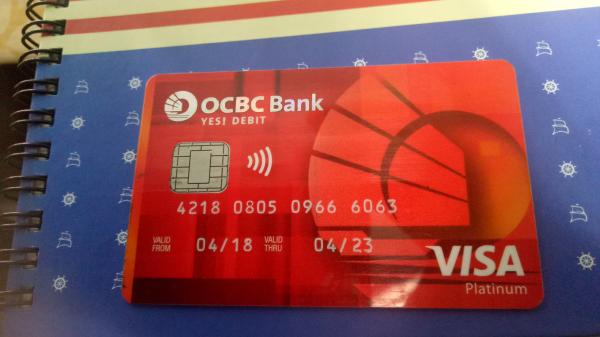 OCBC Bank
YES! DEBIT
4218 0805 0966 6063
VALID FROM 04/18 VALID THRU 04/23
VISA
Platinum